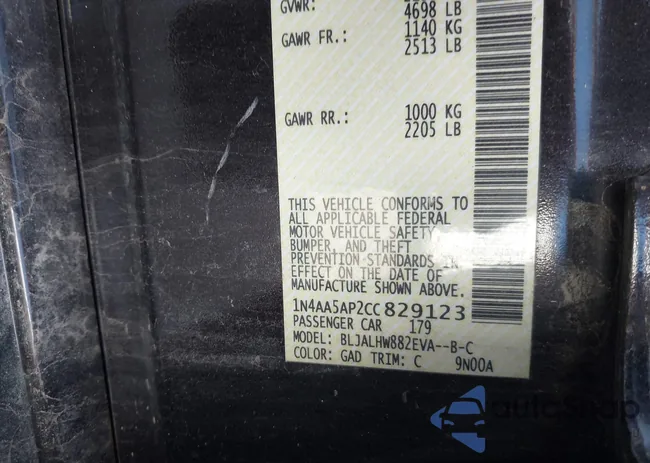 GVWR:
4698 LB
GAWR FR.: 1140 KG
2513 LB
GAWR RR.: 1000 KG
2205 LB
THIS VEHICLE CONFORMS TO
ALL APPLICABLE FEDERAL
MOTOR VEHICLE SAFETY
BUMPER, AND THEFT
PREVENTION STANDARDS IN
EFFECT ON THE DATE OF
MANUFACTURE SHOWN ABOVE.
1N4AA5AP2CC829123
PASSENGER CAR 179
MODEL: BLJALHW882EVA--B-C
COLOR: GAD TRIM: C 9N00A
autoSnap